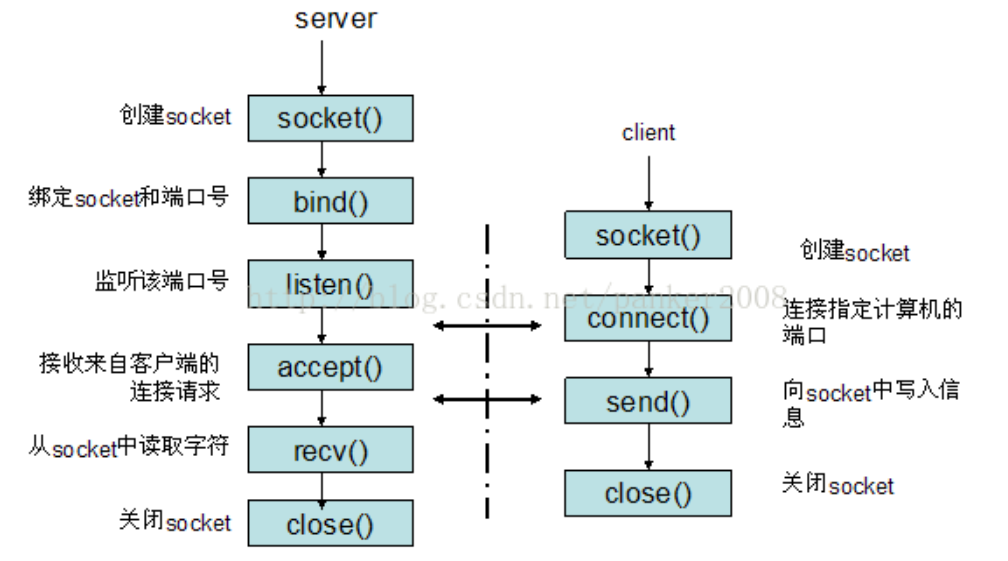 server
创建socket
socket()
绑定socket和端口号
bind()
监听该端口号
listen()
接收来自客户端的
连接请求
accept()
从socket中读取字符
recv()
关闭socket
close()
client
socket()
创建socket
connect()
连接指定计算机的
端口
send()
向socket中写入信
息
close()
关闭socket
http://blog.csdn.net/panker2008